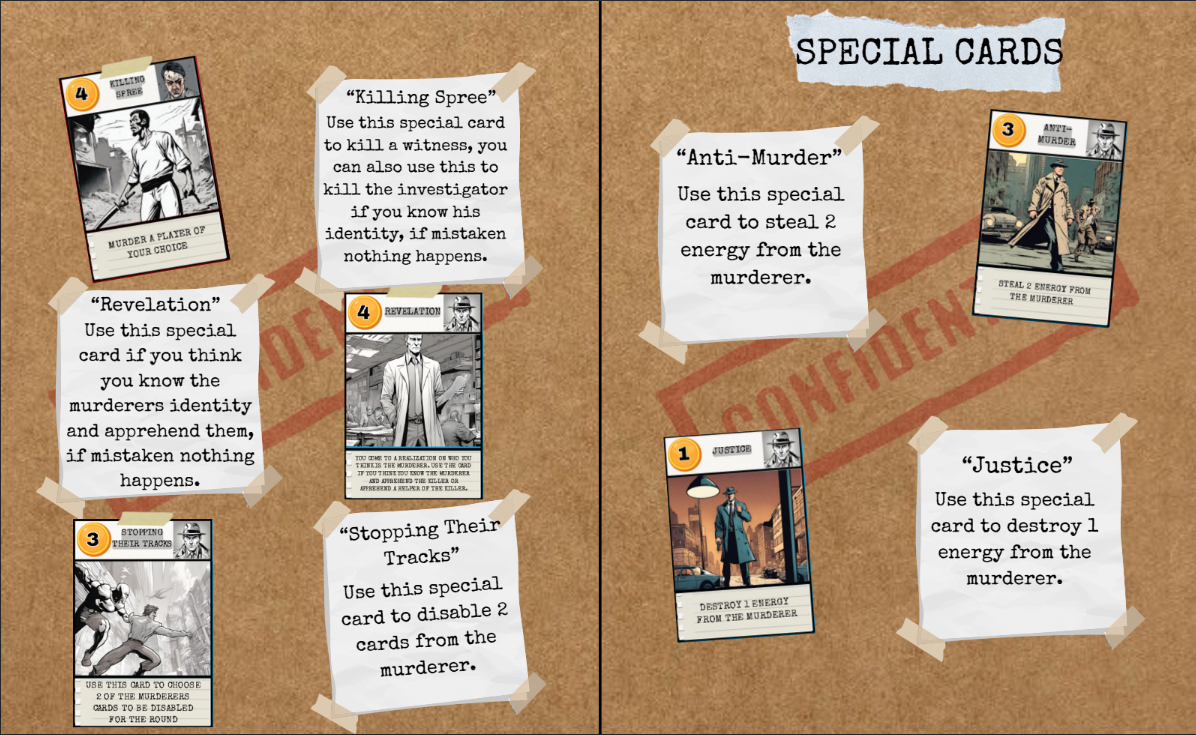 4
KILLING
SPREE
MURDER A PLAYER OF
YOUR CHOICE
“Killing Spree”
Use this special card
to kill a witness, you
can also use this to
kill the investigator
if you know his
identity, if mistaken
nothing happens.
“Revelation”
Use this special
card if you think
you know the
murderers identity
and apprehend them,
if mistaken nothing
happens.
4
REVELATION
YOU COME TO A REALIZATION ON WHO YOU
THINK IS THE MURDERER. USE THE CARD
IF YOU THINK YOU KNOW THE MURDERER
AND APPREHEND THE KILLER OR
APPREHEND A HELPER OF THE KILLER.
3
STOPPING
THEIR TRACKS
USE THIS CARD TO CHOOSE
2 OF THE MURDERERS
CARDS TO BE DISABLED
FOR THE ROUND
“Stopping Their
Tracks”
Use this special
card to disable 2
cards from the
murderer.
SPECIAL CARDS
“Anti-Murder”
Use this special
card to steal 2
energy from the
murderer.
3
ANTI-
MURDER
STEAL 2 ENERGY FROM
THE MURDERER
CONFIDENT
1
JUSTICE
DESTROY 1 ENERGY
FROM THE MURDERER
“Justice”
Use this special
card to destroy 1
energy from the
murderer.